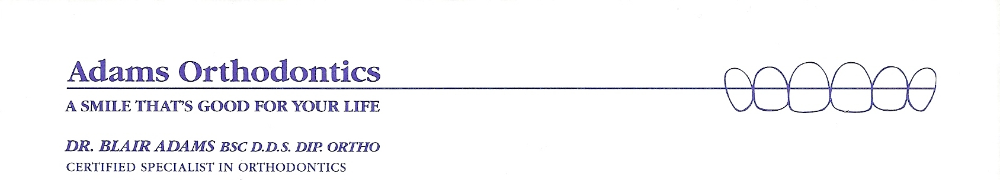 Adams Orthodontics
A SMILE THAT'S GOOD FOR YOUR LIFE
DR. BLAIR ADAMS BSC D.D.S. DIP. ORTHO
CERTIFIED SPECIALIST IN ORTHODONTICS